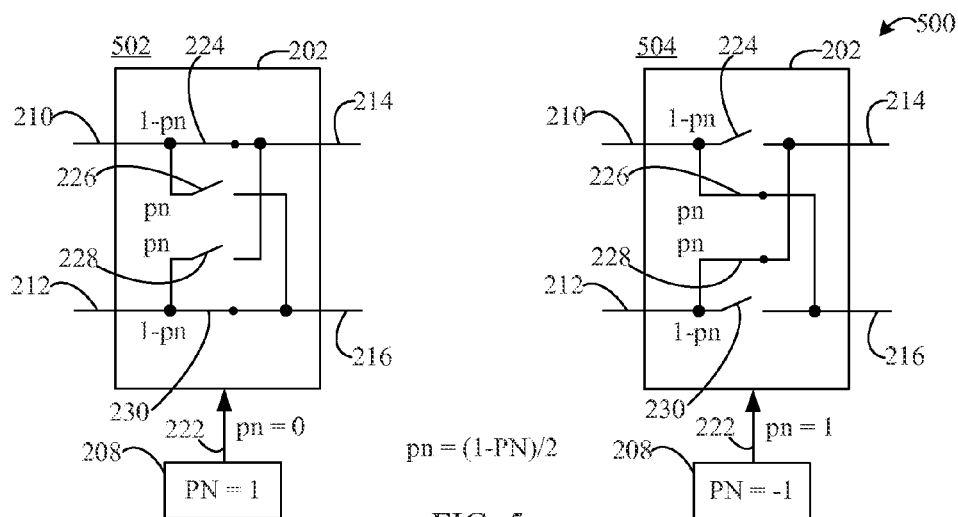 500
502
224
202
210
1-pn
214
226
pn
pn
228
212
1-pn
216
230
222
pn = 0
208
PN = 1
pn = (1-PN)/2
504
224
202
210
1-pn
214
226
pn
pn
228
212
1-pn
216
230
222
pn = 1
208
PN = -1